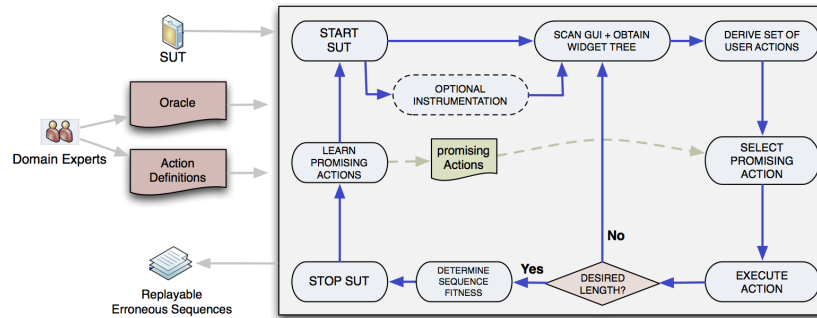 SUT
Oracle
Domain Experts
Action
Definitions
Replayable
Erroneous Sequences
START
SUT
SCAN GUI + OBTAIN
WIDGET TREE
DERIVE SET OF
USER ACTIONS
OPTIONAL
INSTRUMENTATION
LEARN
PROMISING
ACTIONS
promising
Actions
SELECT
PROMISING
ACTION
No
Yes
STOP SUT
DETERMINE
SEQUENCE
FITNESS
DESIRED
LENGTH?
EXECUTE
ACTION